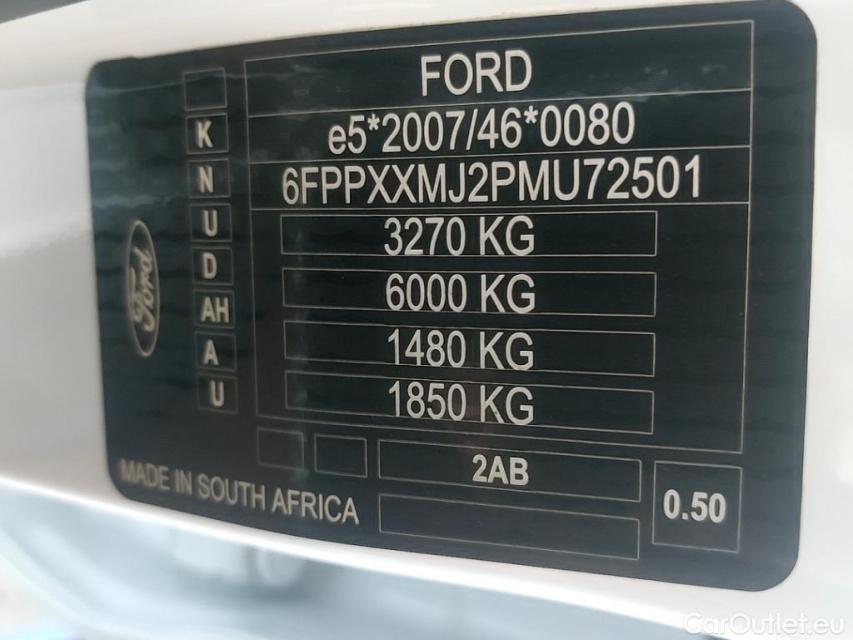 FORD
K e5*2007/46*0080
N 6FPPXXMJ2PMU72501
U 3270 KG
D 6000 KG
AH 1480 KG
A 1850 KG
U
Ford
2AB
MADE IN SOUTH AFRICA
0.50
CarOutlet.eu